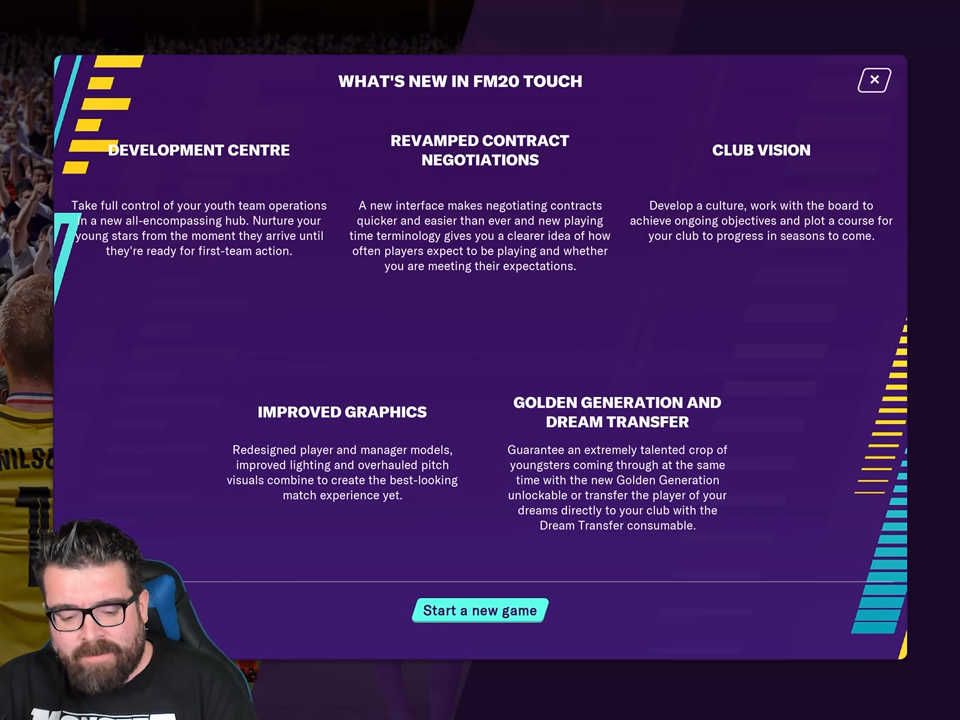 WHAT'S NEW IN FM20 TOUCH
DEVELOPMENT CENTRE
Take full control of your youth team operations
in a new all-encompassing hub. Nurture your
young stars from the moment they arrive until
they're ready for first-team action.
REVAMPED CONTRACT
NEGOTIATIONS
A new interface makes negotiating contracts
quicker and easier than ever and new playing
time terminology gives you a clearer idea of how
often players expect to be playing and whether
you are meeting their expectations.
CLUB VISION
Develop a culture, work with the board to
achieve ongoing objectives and plot a course for
your club to progress in seasons to come.
IMPROVED GRAPHICS
Redesigned player and manager models,
improved lighting and overhauled pitch
visuals combine to create the best-looking
match experience yet.
GOLDEN GENERATION AND
DREAM TRANSFER
Guarantee an extremely talented crop of
youngsters coming through at the same
time with the new Golden Generation
unlockable or transfer the player of your
dreams directly to your club with the
Dream Transfer consumable.
Start a new game